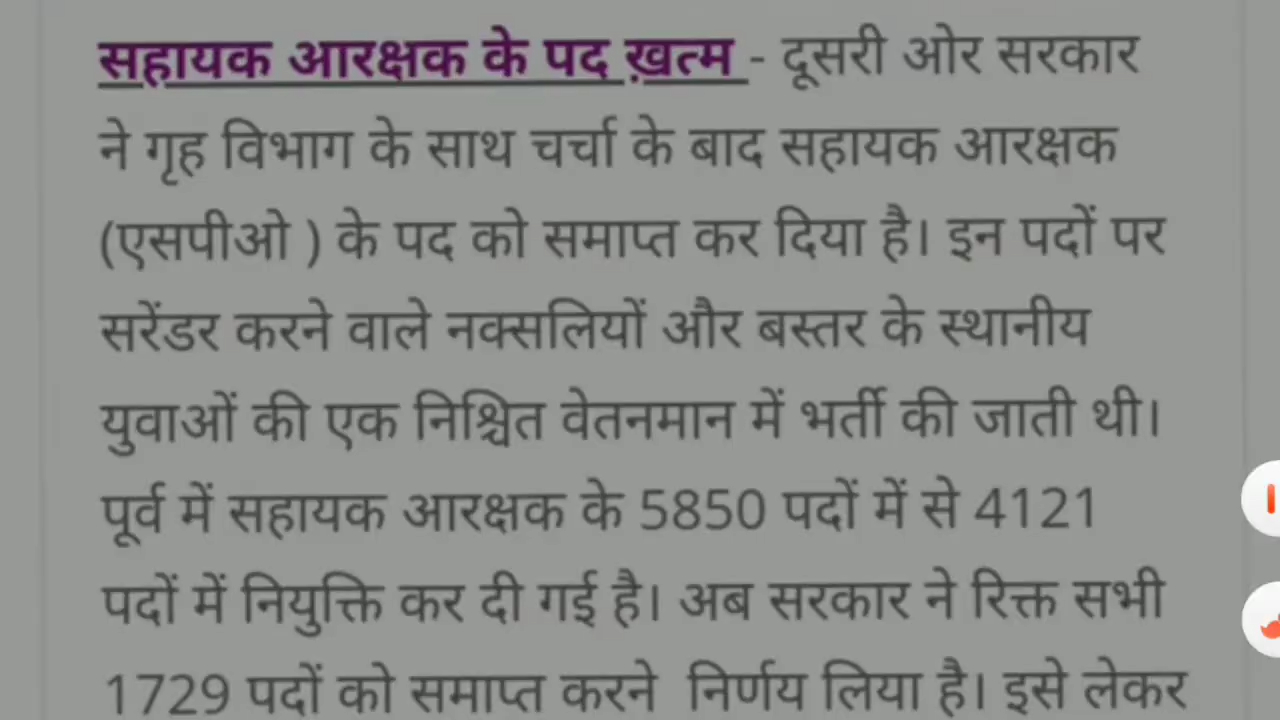 सहायक आरक्षक के पद ख़त्म - दूसरी ओर सरकार
ने गृह विभाग के साथ चर्चा के बाद सहायक आरक्षक
(एसपीओ ) के पद को समाप्त कर दिया है। इन पदों पर
सरेंडर करने वाले नक्सलियों और बस्तर के स्थानीय
युवाओं की एक निश्चित वेतनमान में भर्ती की जाती थी।
पूर्व में सहायक आरक्षक के 5850 पदों में से 4121
पदों में नियुक्ति कर दी गई है। अब सरकार ने रिक्त सभी
1729 पदों को समाप्त करने  निर्णय लिया है। इसे लेकर